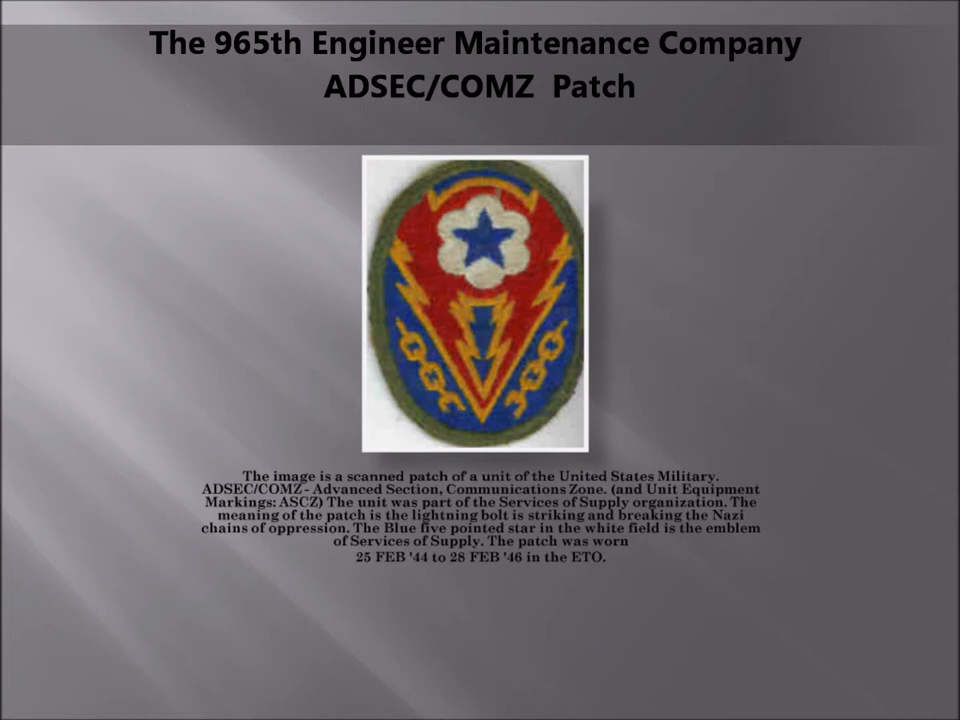 The 965th Engineer Maintenance Company
ADSEC/COMZ Patch
The image is a scanned patch of a unit of the United States Military.
ADSEC/COMZ - Advanced Section, Communications Zone. (and Unit Equipment
Markings: ASCZ) The unit was part of the Services of Supply organization. The
meaning of the patch is the lightning bolt is striking and breaking the Nazi
chains of oppression. The Blue five pointed star in the white field is the emblem
of Services of Supply. The patch was worn
25 FEB '44 to 28 FEB '46 in the ETO.